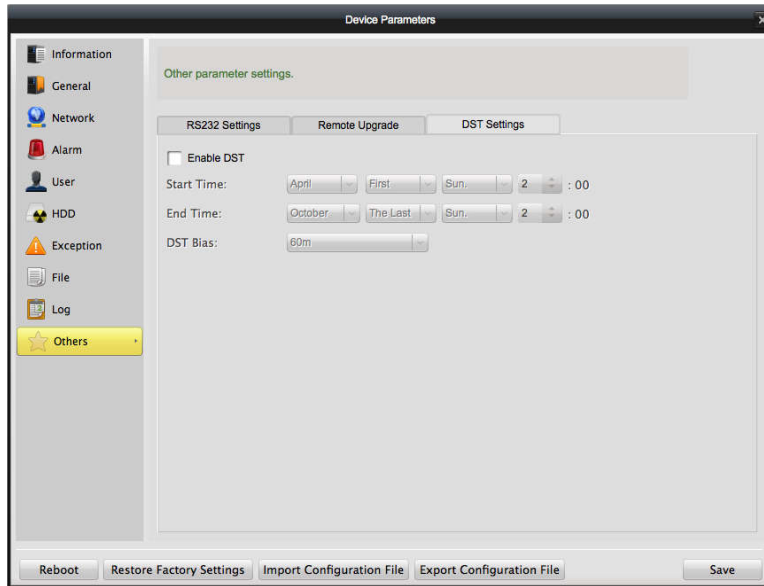 Device Parameters
Information
General
Network
Alarm
User
HDD
Exception
File
Log
Others
Other parameter settings.
RS232 Settings Remote Upgrade DST Settings
Enable DST
Start Time: April First Sun. 2 : 00
End Time: October The Last Sun. 2 : 00
DST Bias: 60m
Reboot Restore Factory Settings Import Configuration File Export Configuration File Save